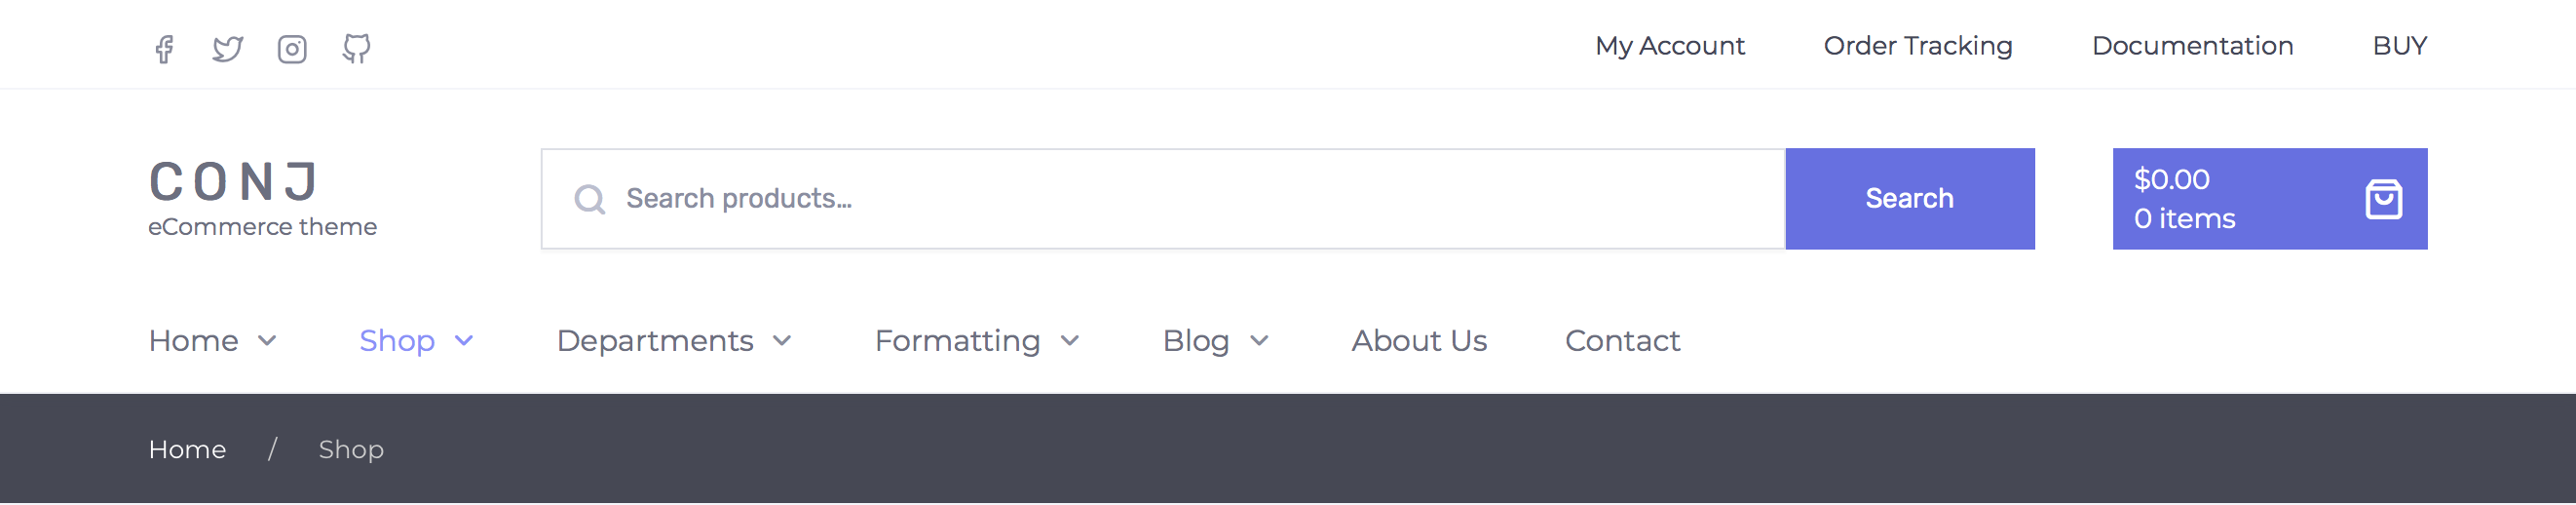 My Account Order Tracking Documentation BUY
CONJ
eCommerce theme
Search products...
Search
$0.00
0 items
Home Shop Departments Formatting Blog About Us Contact
Home / Shop